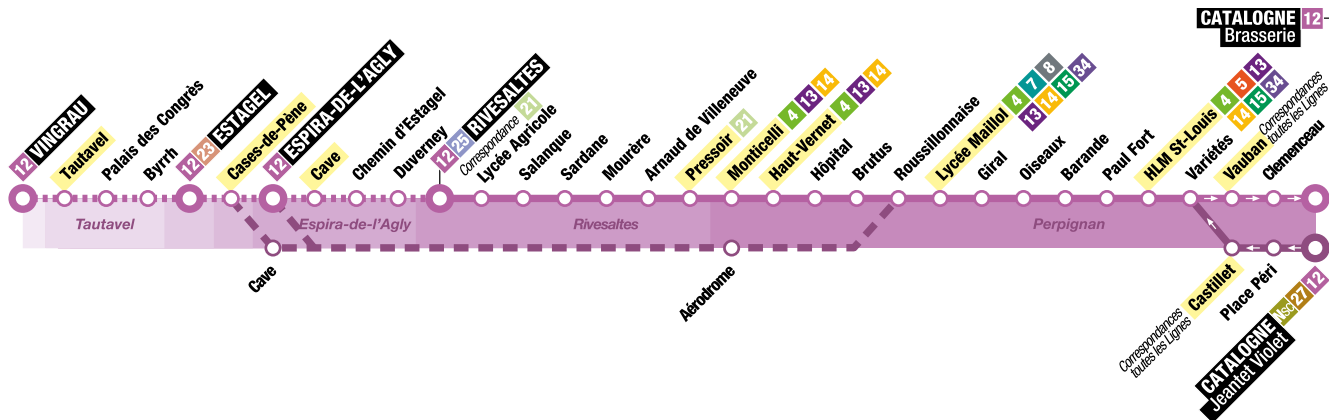 CATALOGNE 12
Brasserie
12 VINGRAU
Tautavel
Palais des Congrés
Byrrh
12 23 ESTAGEL
Cases-de-Pène
12 ESPIRA-DE-L'AGLY
Cave
Chemin d'Estagel
Duverney
12 25 RIVESALTES
Correspondance 21
Lycée Agricole
Salanque
Sardane
Mourère
Arnaud de Villeneuve
Pressoir 21
Monticelli 4 13 14
Haut-Vernet 4 13 14
Hôpital
Brutus
Roussillonnaise
Lycée Maillol 4 7 8
13 14 15 34
Giral
Oiseaux
Barande
Paul Fort
HLM St-Louis 4 5 13
14 15 34
Variétés
Vauban Correspondances
toutes les Lignes
Clemenceau
Tautavel
Espira-de-l'Agly
Rivesaltes
Perpignan
Cave
Aérodrome
Correspondances
toutes les Lignes Castillet
Place Péri
CATALOGNE Nsc 27 12
Jeantet Violet